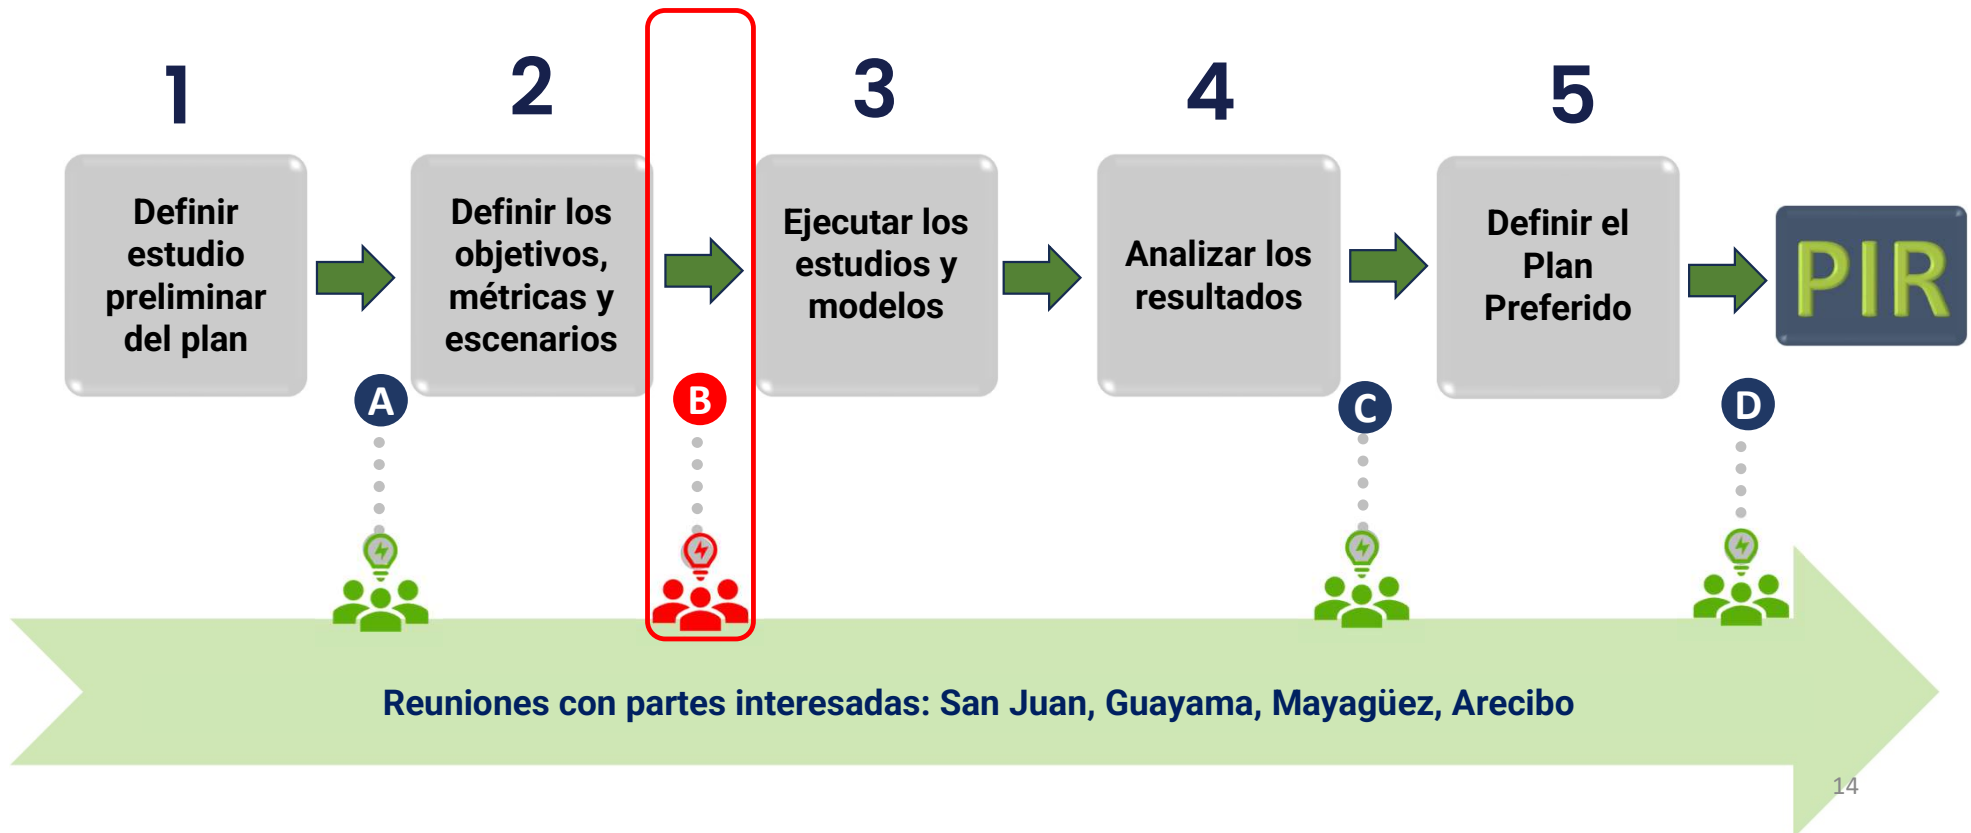 1
2
3
4
5
Definir
estudio
preliminar
del plan
Definir los
objetivos,
métricas y
escenarios
Ejecutar los
estudios y
modelos
Analizar los
resultados
Definir el
Plan
Preferido
PIR
A
B
C
D
Reuniones con partes interesadas: San Juan, Guayama, Mayagüez, Arecibo
14